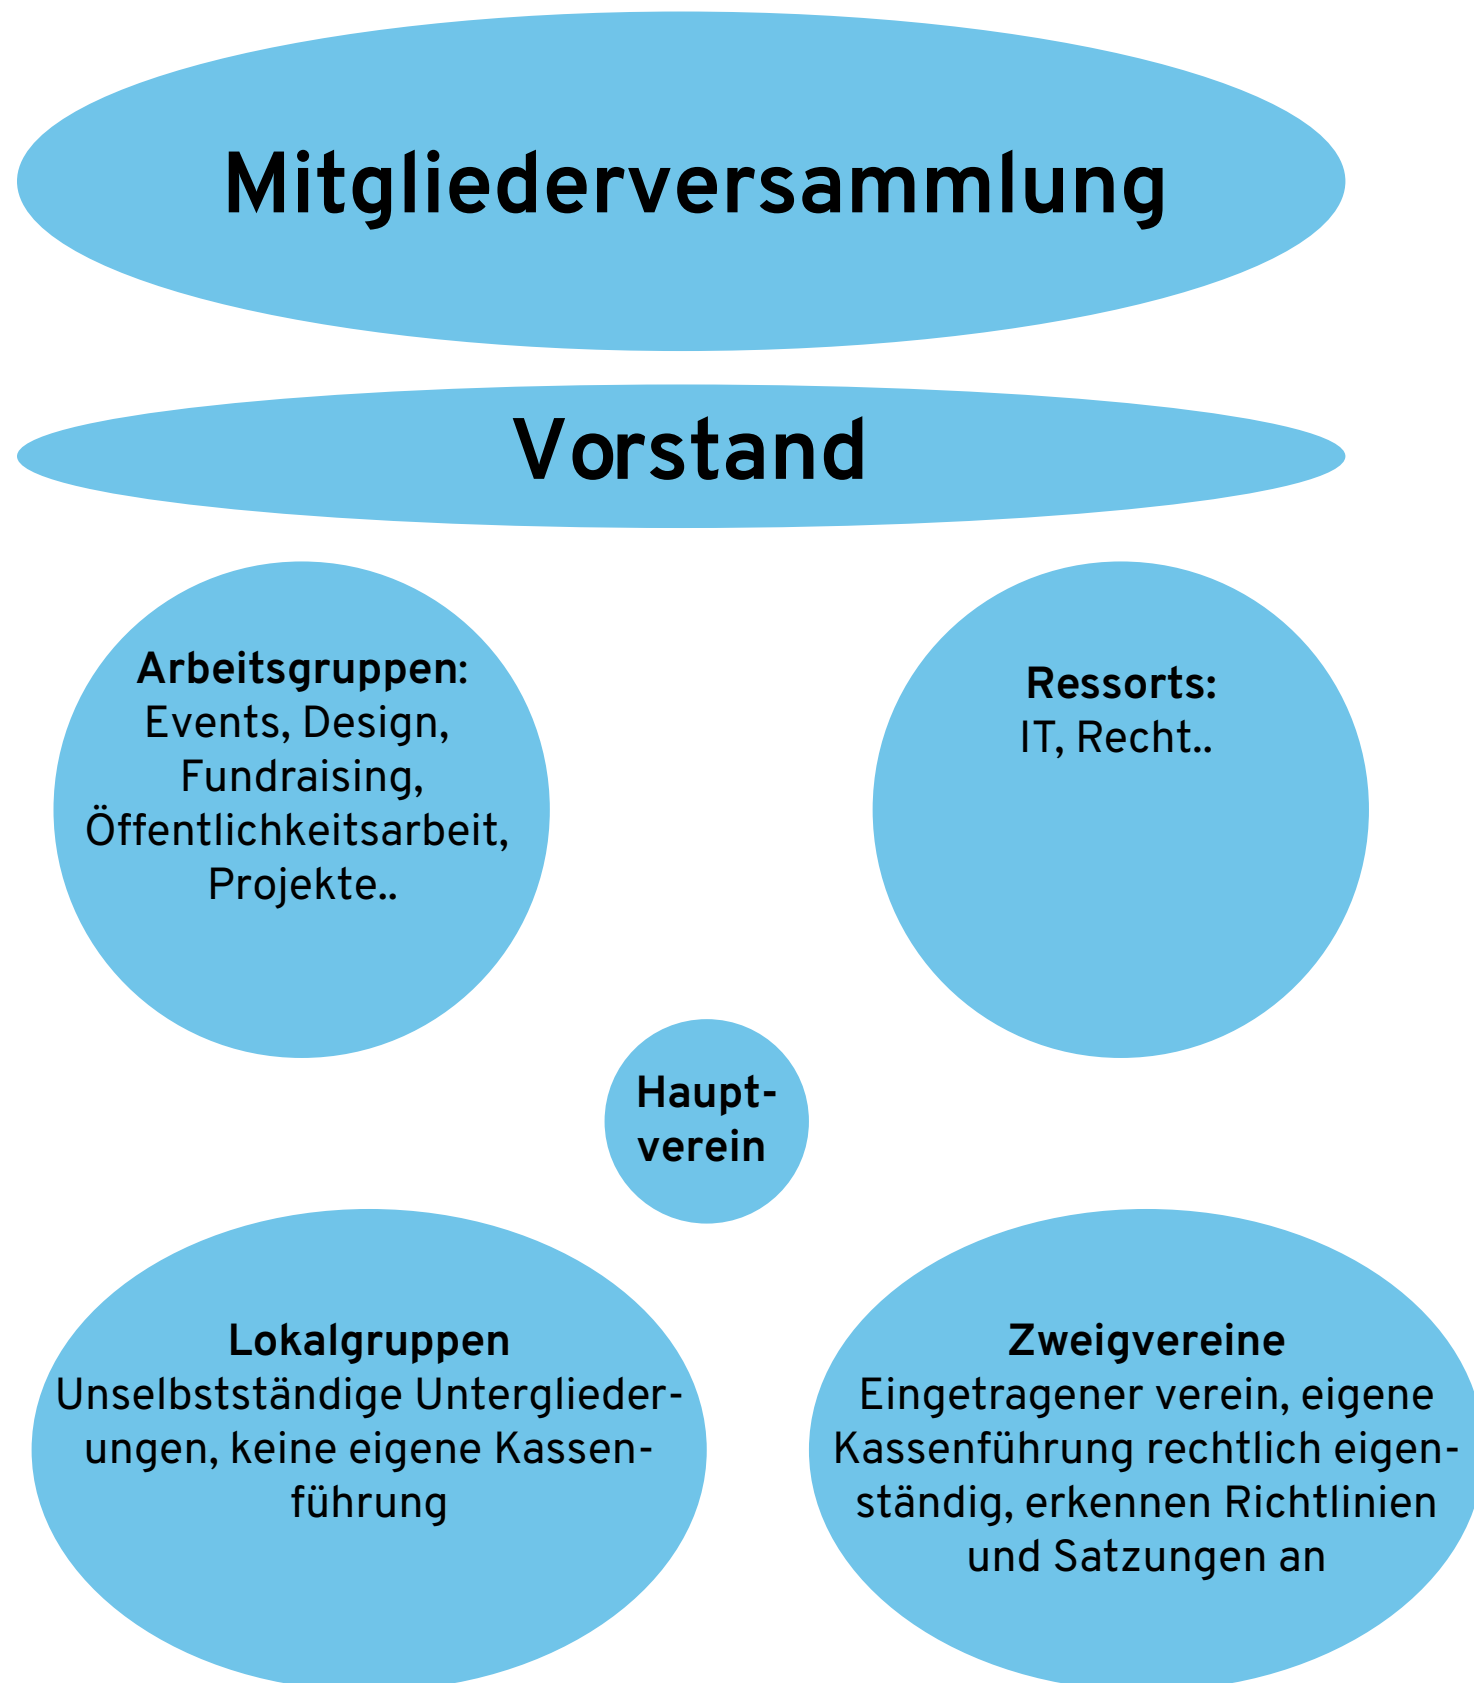 Mitgliederversammlung
Vorstand
Arbeitsgruppen:
Events, Design,
Fundraising,
Öffentlichkeitsarbeit,
Projekte..
Ressorts:
IT, Recht..
Haupt-
verein
Lokalgruppen
Unselbstständige Unterglieder-
ungen, keine eigene Kassen-
führung
Zweigvereine
Eingetragener verein, eigene
Kassenführung rechtlich eigen-
ständig, erkennen Richtlinien
und Satzungen an